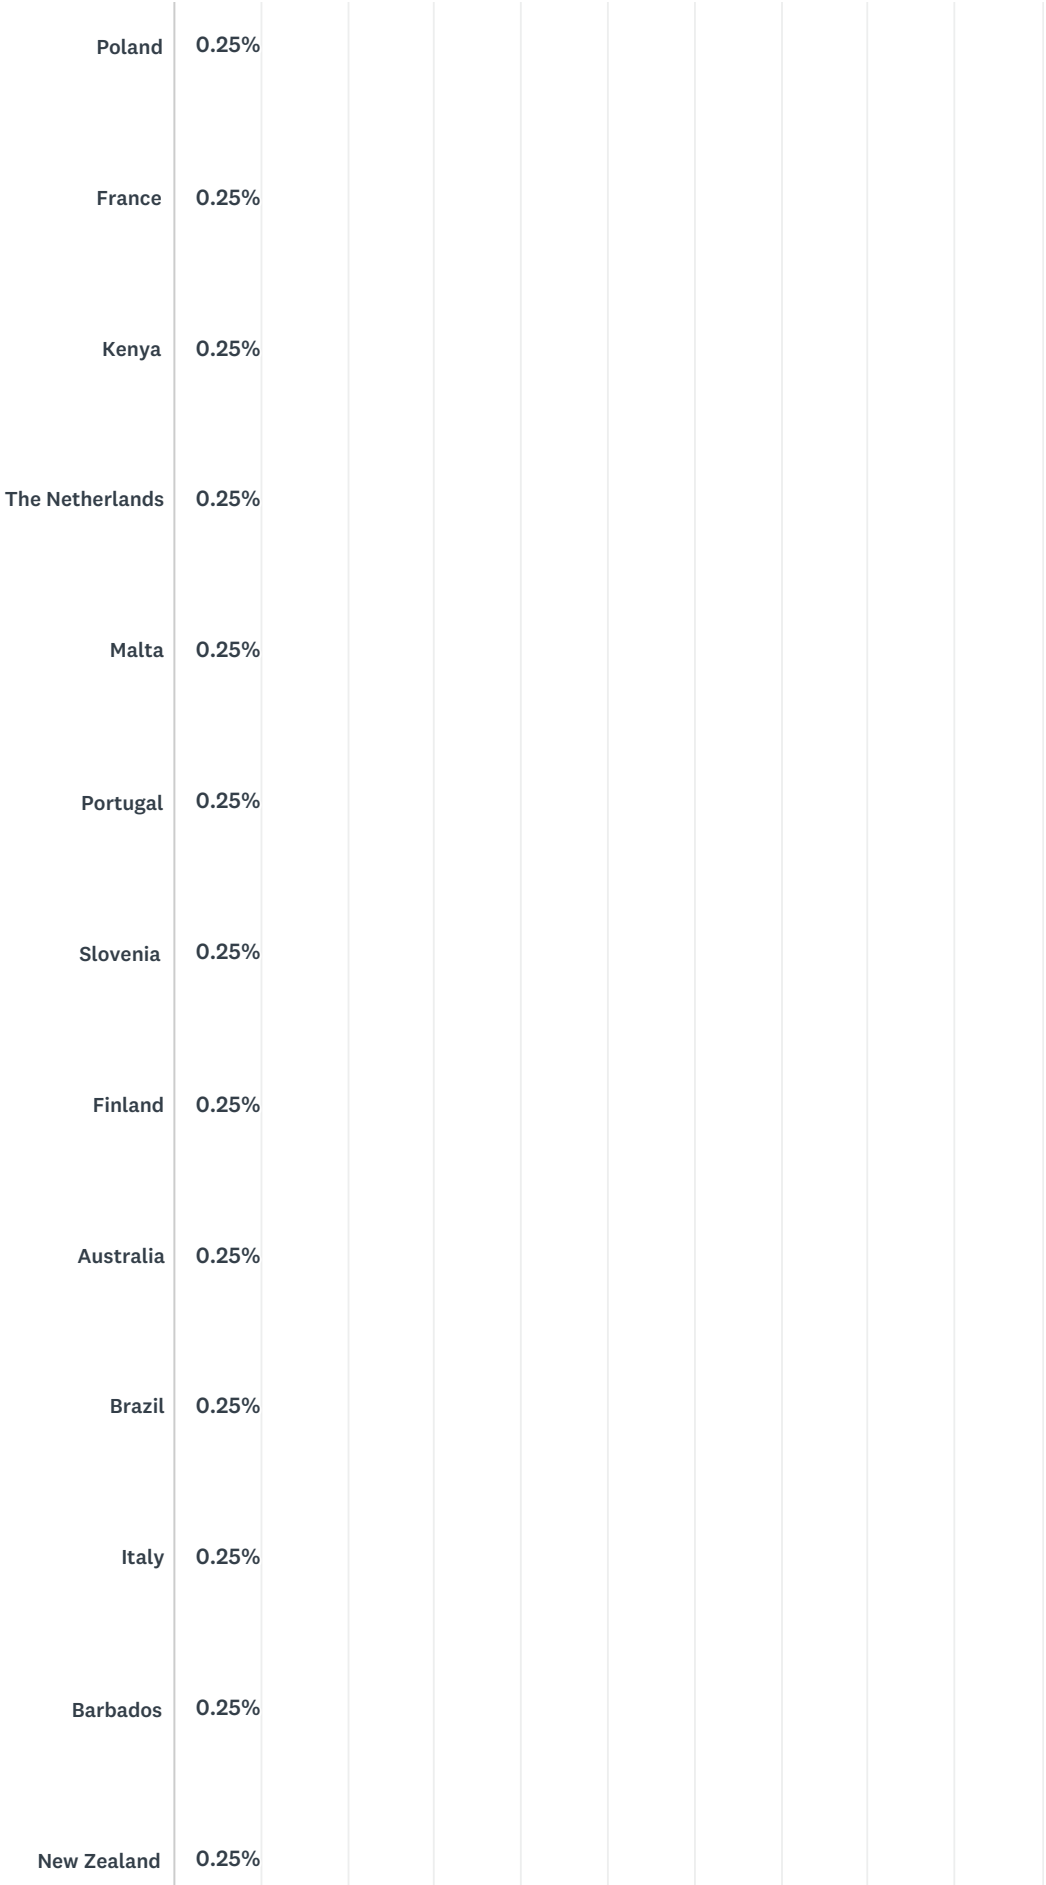 Poland 0.25%
France 0.25%
Kenya 0.25%
The Netherlands 0.25%
Malta 0.25%
Portugal 0.25%
Slovenia 0.25%
Finland 0.25%
Australia 0.25%
Brazil 0.25%
Italy 0.25%
Barbados 0.25%
New Zealand 0.25%